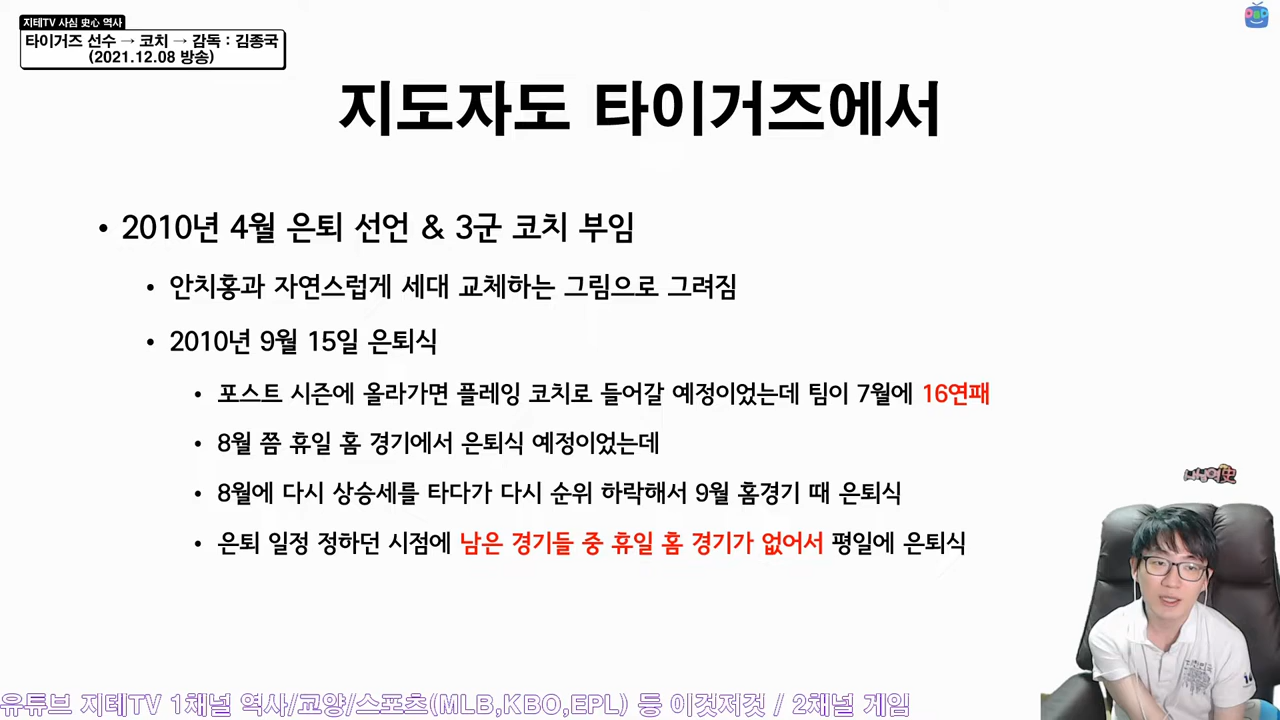 지테TV 사심 史心 역사
타이거즈 선수 → 코치 → 감독 : 김종국
(2021.12.08 방송)
지도자도 타이거즈에서
• 2010년 4월 은퇴 선언 & 3군 코치 부임
• 안치홍과 자연스럽게 세대 교체하는 그림으로 그려짐
• 2010년 9월 15일 은퇴식
• 포스트 시즌에 올라가면 플레잉 코치로 들어갈 예정이었는데 팀이 7월에 16연패
• 8월 쯤 휴일 홈 경기에서 은퇴식 예정이었는데
• 8월에 다시 상승세를 타다가 다시 순위 하락해서 9월 홈경기 때 은퇴식
• 은퇴 일정 정하던 시점에 남은 경기들 중 휴일 홈 경기가 없어서 평일에 은퇴식
사심역史
유튜브 지테TV 1채널 역사/교양/스포츠(MLB,KBO,EPL) 등 이것저것 / 2채널 게임